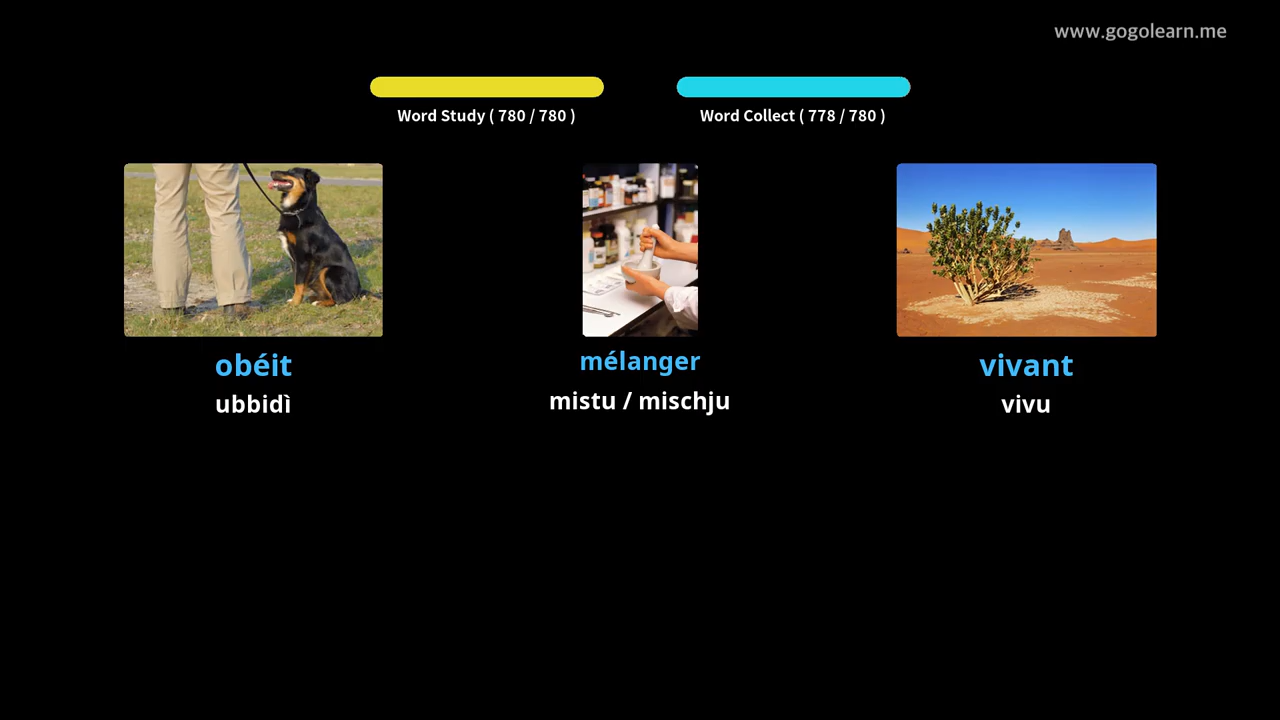 www.gogolearn.me
Word Study ( 780 / 780 )
Word Collect ( 778 / 780 )
obéit
ubbidì
mélanger
mistu / mischju
vivant
vivu